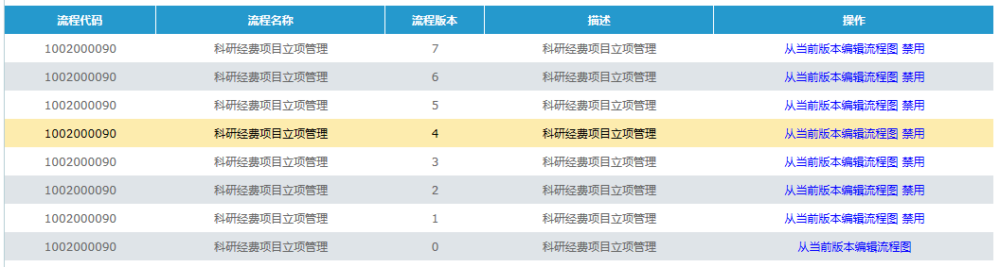 流程代码 流程名称 流程版本 描述 操作
1002000090 科研经费项目立项管理 7 科研经费项目立项管理 从当前版本编辑流程图 禁用
1002000090 科研经费项目立项管理 6 科研经费项目立项管理 从当前版本编辑流程图 禁用
1002000090 科研经费项目立项管理 5 科研经费项目立项管理 从当前版本编辑流程图 禁用
1002000090 科研经费项目立项管理 4 科研经费项目立项管理 从当前版本编辑流程图 禁用
1002000090 科研经费项目立项管理 3 科研经费项目立项管理 从当前版本编辑流程图 禁用
1002000090 科研经费项目立项管理 2 科研经费项目立项管理 从当前版本编辑流程图 禁用
1002000090 科研经费项目立项管理 1 科研经费项目立项管理 从当前版本编辑流程图 禁用
1002000090 科研经费项目立项管理 0 科研经费项目立项管理 从当前版本编辑流程图